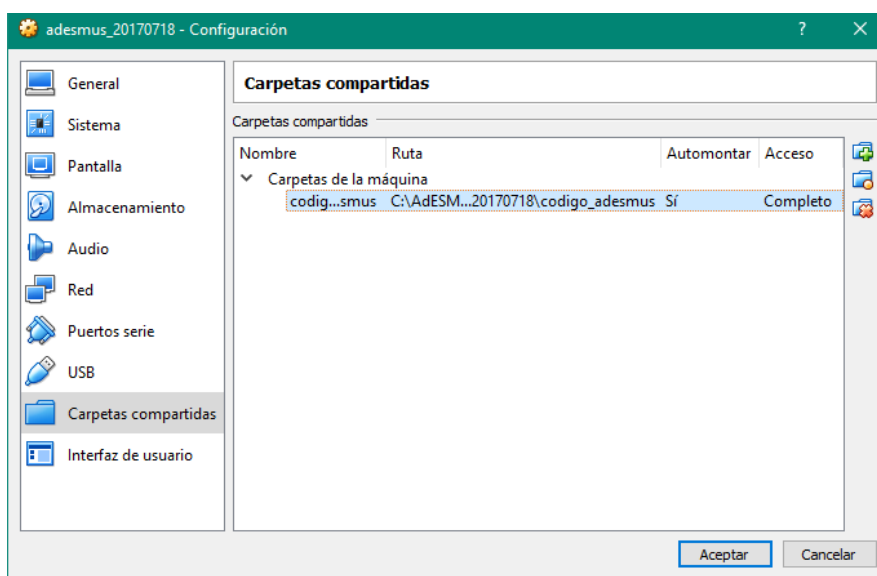 adesmus_20170718 - Configuración ?
General
Sistema
Pantalla
Almacenamiento
Audio
Red
Puertos serie
USB
Carpetas compartidas
Interfaz de usuario
Carpetas compartidas
Carpetas compartidas
Nombre Ruta Automontar Acceso
Carpetas de la máquina
codig...smus C:\AdESM...20170718\codigo_adesmus Sí Completo
Aceptar Cancelar